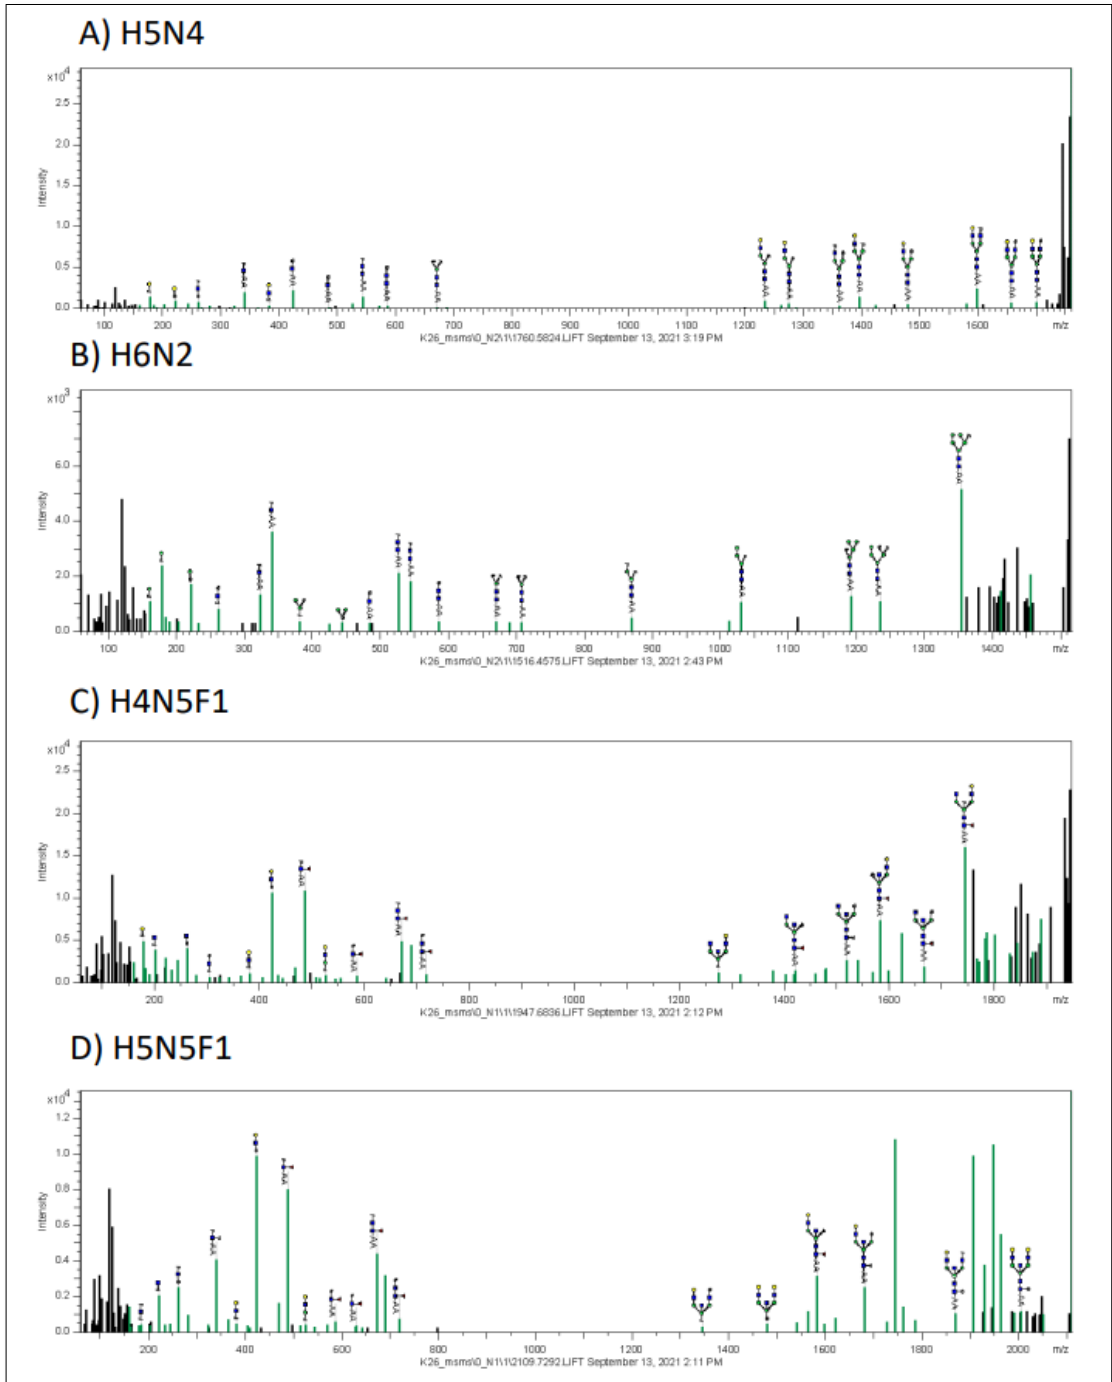 A) H5N4
x10⁴
2.5
2.0
1.5
1.0
0.5
0.0
Intensity
100 200 300 400 500 600 700 800 900 1000 1100 1200 1300 1400 1500 1600 m/z
K26_msms\0_N2\1\1760.5824.LIFT September 13, 2021 3:19 PM
B) H6N2
x10³
6.0
4.0
2.0
0.0
Intensity
100 200 300 400 500 600 700 800 900 1000 1100 1200 1300 1400 m/z
K26_msms\0_N2\1\1516.4575.LIFT September 13, 2021 2:43 PM
C) H4N5F1
x10⁴
2.5
2.0
1.5
1.0
0.5
0.0
Intensity
200 400 600 800 1000 1200 1400 1600 1800 m/z
K26_msms\0_N1\1\1947.6836.LIFT September 13, 2021 2:12 PM
D) H5N5F1
x10⁴
1.2
1.0
0.8
0.6
0.4
0.2
0.0
Intensity
200 400 600 800 1000 1200 1400 1600 1800 2000 m/z
K26_msms\0_N1\1\2109.7292.LIFT September 13, 2021 2:11 PM